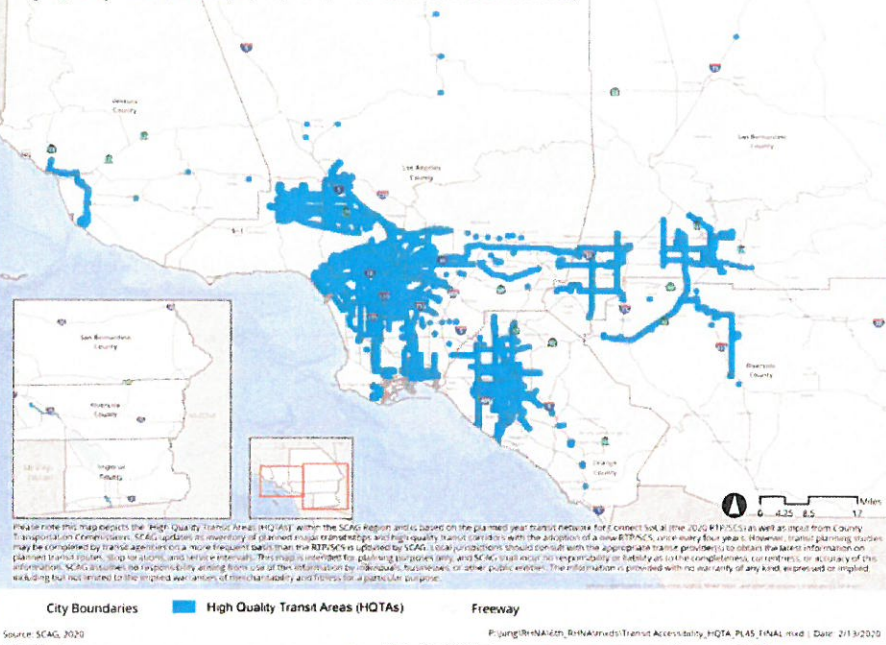 Ventura County
Los Angeles County
San Bernardino County
San Bernardino County
Riverside County
Imperial County
Riverside County
Orange County
0 4.25 8.5 17 Miles
Please note this map depicts the "High Quality Transit Areas (HQTAs)" within the SCAG Region and is based on the planned year transit network for Connect SoCal (the 2020 RTP/SCS) as well as input from County
Transportation Commissions. SCAG updates its inventory of planned major transit stops and high quality transit corridors with the adoption of a new RTP/SCS, once every four years. However, transit planning studies
may be completed by transit agencies on a more frequent basis than the RTP/SCS is updated by SCAG. Local jurisdictions should consult with the appropriate transit provider(s) to obtain the latest information on
planned transit routes, stop locations, and service intervals. This map is intended for planning purposes only, and SCAG shall incur no responsibility or liability as to the completeness, currentness, or accuracy of this
information. SCAG assumes no responsibility arising from use of this information by individuals, businesses, or other public entities. The information is provided with no warranty of any kind, expressed or implied,
excluding but not limited to the implied warranties of merchantability and fitness for a particular purpose.
City Boundaries High Quality Transit Areas (HQTAs) Freeway
Source: SCAG, 2020
P:\Jung\RHNA\6th_RHNA\mxds\Transit Accessibility_HQTA_PL45_FINAL.mxd | Date: 2/13/2020